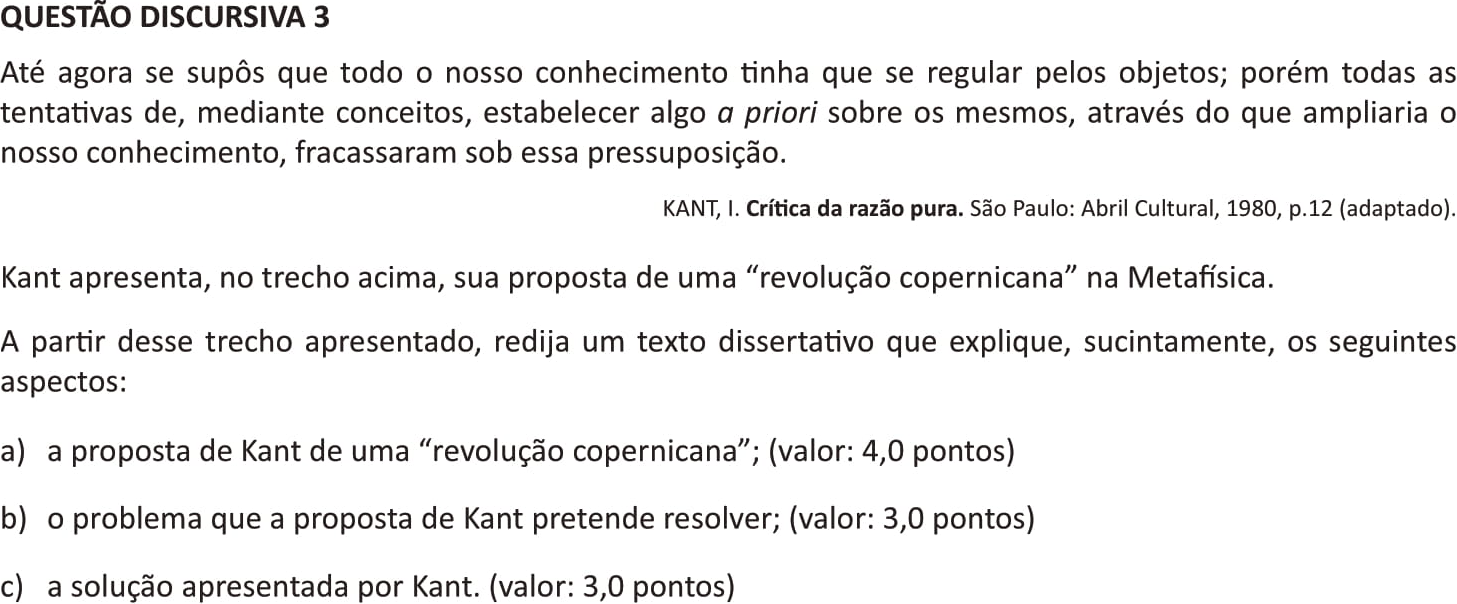 QUESTÃO DISCURSIVA 3
Até agora se supôs que todo o nosso conhecimento tinha que se regular pelos objetos; porém todas as
tentativas de, mediante conceitos, estabelecer algo a priori sobre os mesmos, através do que ampliaria o
nosso conhecimento, fracassaram sob essa pressuposição.
KANT, I. Crítica da razão pura. São Paulo: Abril Cultural, 1980, p.12 (adaptado).
Kant apresenta, no trecho acima, sua proposta de uma “revolução copernicana” na Metafísica.
A partir desse trecho apresentado, redija um texto dissertativo que explique, sucintamente, os seguintes
aspectos:
a) a proposta de Kant de uma “revolução copernicana”; (valor: 4,0 pontos)
b) o problema que a proposta de Kant pretende resolver; (valor: 3,0 pontos)
c) a solução apresentada por Kant. (valor: 3,0 pontos)